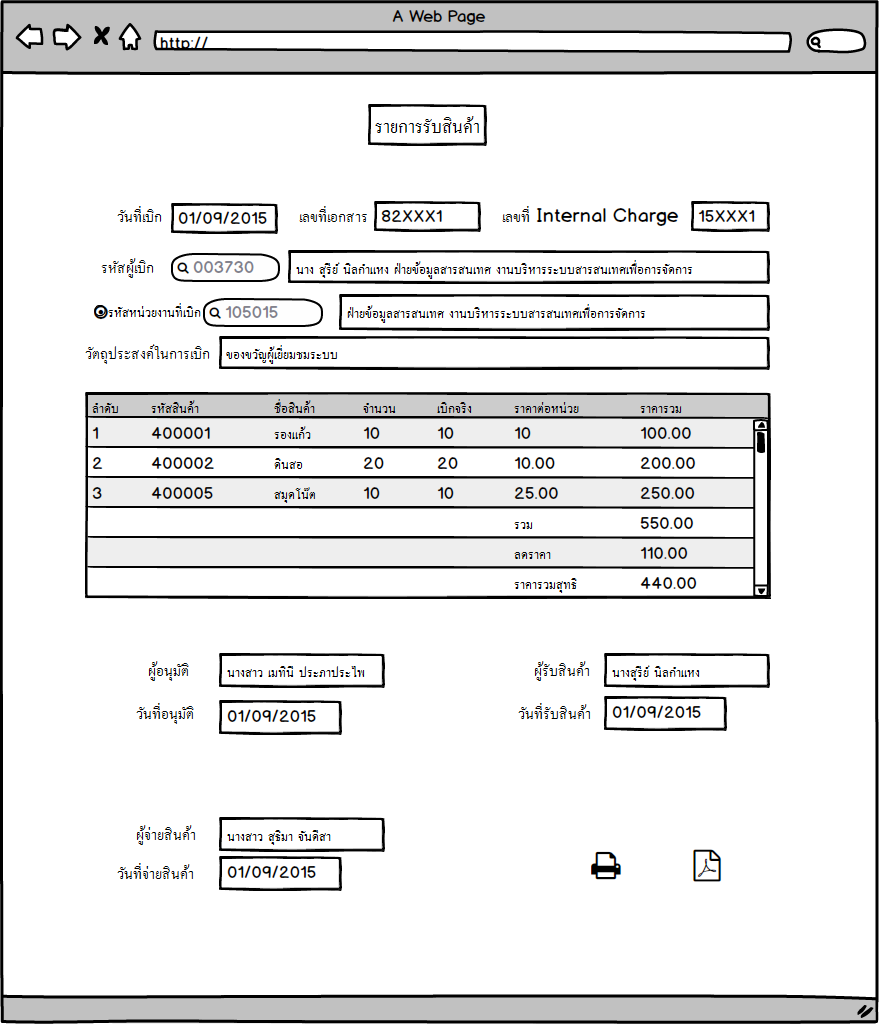 A Web Page
http://
รายการรับสินค้า
วันที่เบิก 01/09/2015 เลขที่เอกสาร 82XXX1 เลขที่ Internal Charge 15XXX1
รหัสผู้เบิก 003730 นาง สุรีย์ นิลกำแหง ฝ่ายข้อมูลสารสนเทศ งานบริหารระบบสารสนเทศเพื่อการจัดการ
รหัสหน่วยงานที่เบิก 105015 ฝ่ายข้อมูลสารสนเทศ งานบริหารระบบสารสนเทศเพื่อการจัดการ
วัตถุประสงค์ในการเบิก ของขวัญผู้เยี่ยมชมระบบ
ลำดับ รหัสสินค้า ชื่อสินค้า จำนวน เบิกจริง ราคาต่อหน่วย ราคารวม
1 400001 รองแก้ว 10 10 10 100.00
2 400002 ดินสอ 20 20 10.00 200.00
3 400005 สมุดโน๊ต 10 10 25.00 250.00
รวม 550.00
ลดราคา 110.00
ราคารวมสุทธิ 440.00
ผู้อนุมัติ นางสาว เมทินี ประภาประไพ ผู้รับสินค้า นางสุรีย์ นิลกำแหง
วันที่อนุมัติ 01/09/2015 วันที่รับสินค้า 01/09/2015
ผู้จ่ายสินค้า นางสาว สุธิมา จันดีสา
วันที่จ่ายสินค้า 01/09/2015